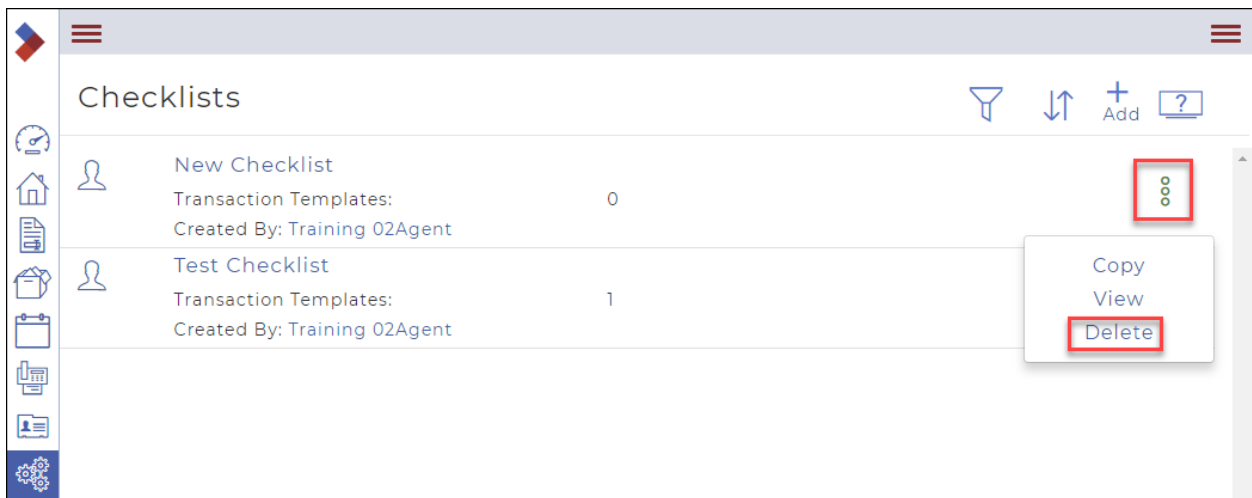 Checklists
Add
?
New Checklist
Transaction Templates: 0
Created By: Training 02Agent
Test Checklist
Transaction Templates: 1
Created By: Training 02Agent
Copy
View
Delete